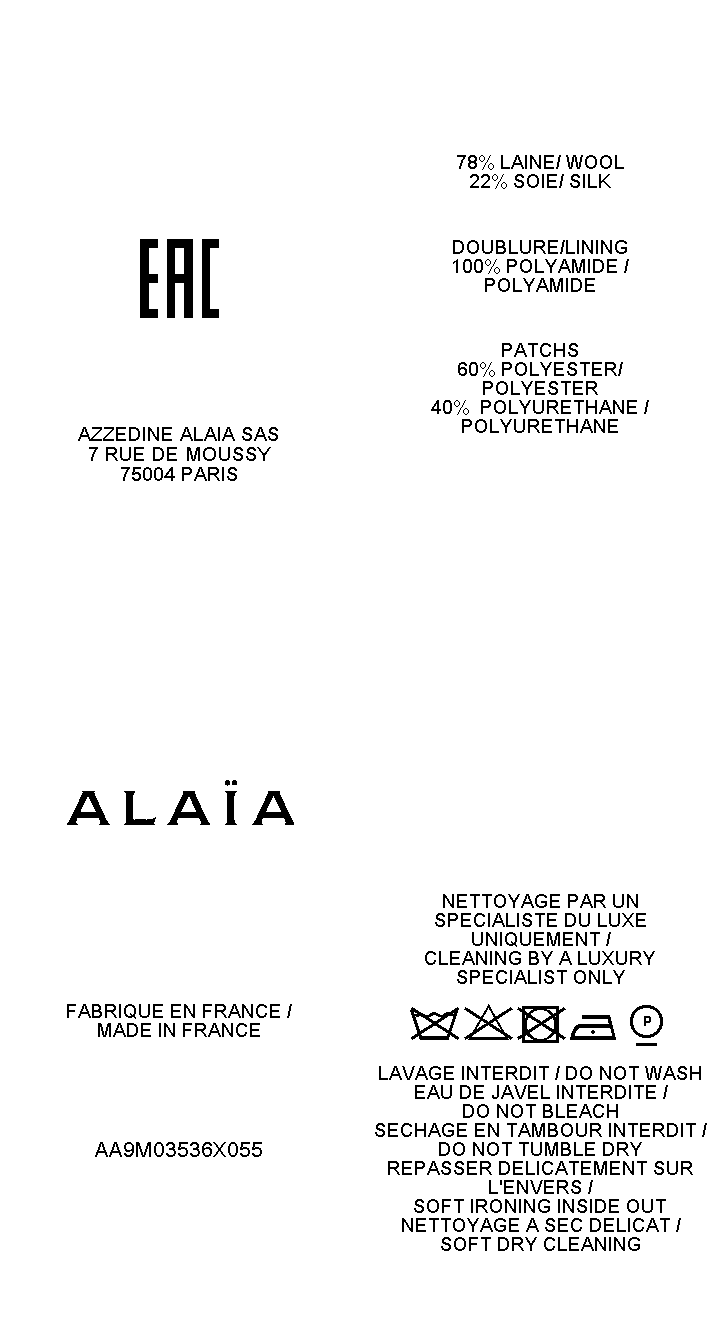 EAC
AZZEDINE ALAIA SAS
7 RUE DE MOUSSY
75004 PARIS
78% LAINE/ WOOL
22% SOIE/ SILK
DOUBLURE/LINING
100% POLYAMIDE /
POLYAMIDE
PATCHS
60% POLYESTER/
POLYESTER
40% POLYURETHANE /
POLYURETHANE
ALAÏA
FABRIQUE EN FRANCE /
MADE IN FRANCE
AA9M03536X055
NETTOYAGE PAR UN
SPECIALISTE DU LUXE
UNIQUEMENT /
CLEANING BY A LUXURY
SPECIALIST ONLY
P
LAVAGE INTERDIT / DO NOT WASH
EAU DE JAVEL INTERDITE /
DO NOT BLEACH
SECHAGE EN TAMBOUR INTERDIT /
DO NOT TUMBLE DRY
REPASSER DELICATEMENT SUR
L'ENVERS /
SOFT IRONING INSIDE OUT
NETTOYAGE A SEC DELICAT /
SOFT DRY CLEANING